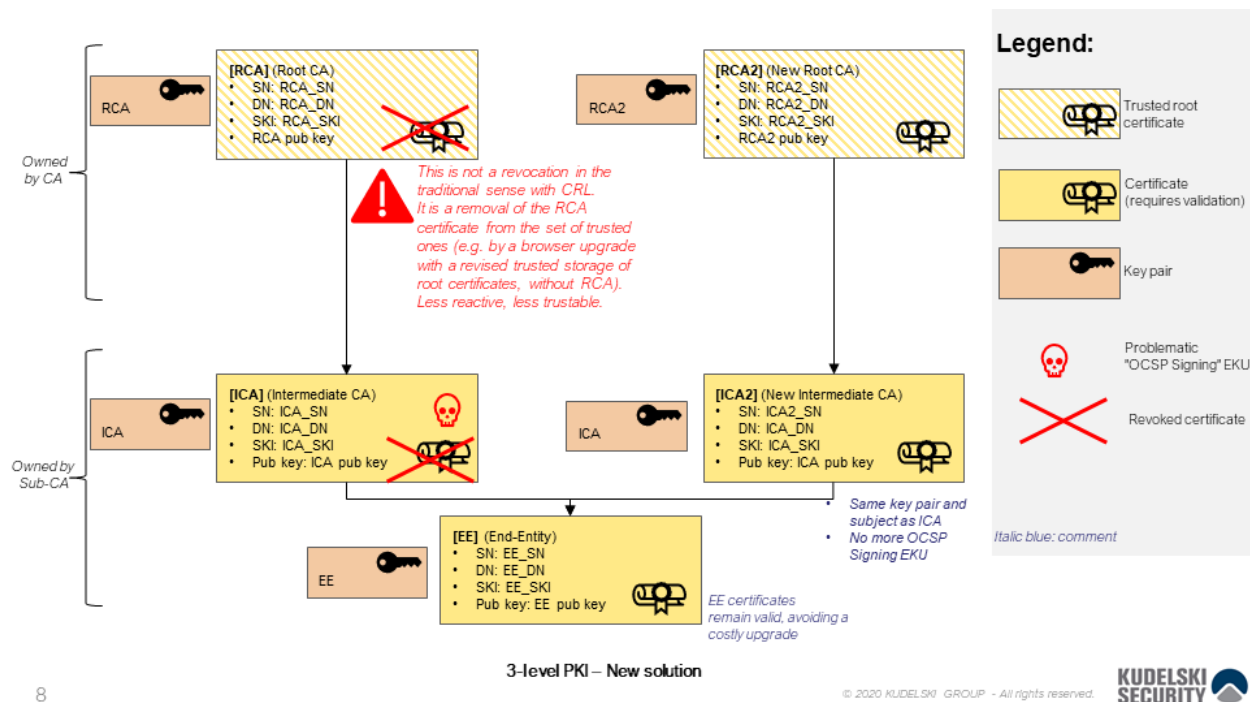 Legend:
[RCA] (Root CA)
• SN: RCA_SN
• DN: RCA_DN
• SKI: RCA_SKI
• RCA pub key
RCA
[RCA2] (New Root CA)
• SN: RCA2_SN
• DN: RCA2_DN
• SKI: RCA2_SKI
• RCA2 pub key
RCA2
Trusted root
certificate
Owned
by CA
This is not a revocation in the
traditional sense with CRL.
It is a removal of the RCA
certificate from the set of trusted
ones (e.g. by a browser upgrade
with a revised trusted storage of
root certificates, without RCA).
Less reactive, less trustable.
Certificate
(requires validation)
Key pair
Problematic
"OCSP Signing" EKU
Revoked certificate
Italic blue: comment
[ICA] (Intermediate CA)
• SN: ICA_SN
• DN: ICA_DN
• SKI: ICA_SKI
• Pub key: ICA pub key
ICA
[ICA2] (New Intermediate CA)
• SN: ICA2_SN
• DN: ICA_DN
• SKI: ICA_SKI
• Pub key: ICA pub key
ICA
Owned by
Sub-CA
• Same key pair and
subject as ICA
• No more OCSP
Signing EKU
[EE] (End-Entity)
• SN: EE_SN
• DN: EE_DN
• SKI: EE_SKI
• Pub key: EE pub key
EE
EE certificates
remain valid, avoiding a
costly upgrade
3-level PKI – New solution
8
© 2020 KUDELSKI GROUP - All rights reserved.
KUDELSKI
SECURITY